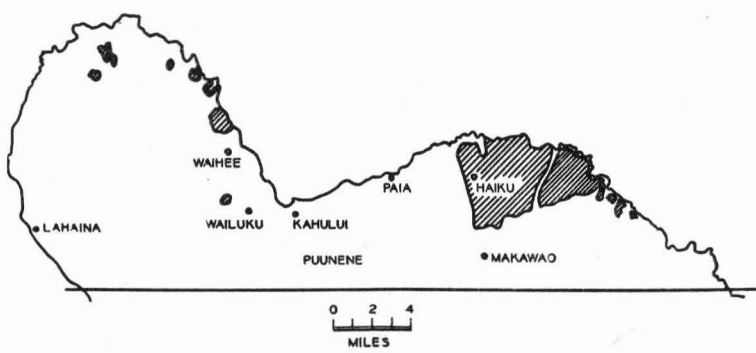 WAIHEE
PAIA
HAIKU
LAHAINA
WAILUKU
KAHULUI
PUUNENE
MAKAWAO
0 2 4
MILES